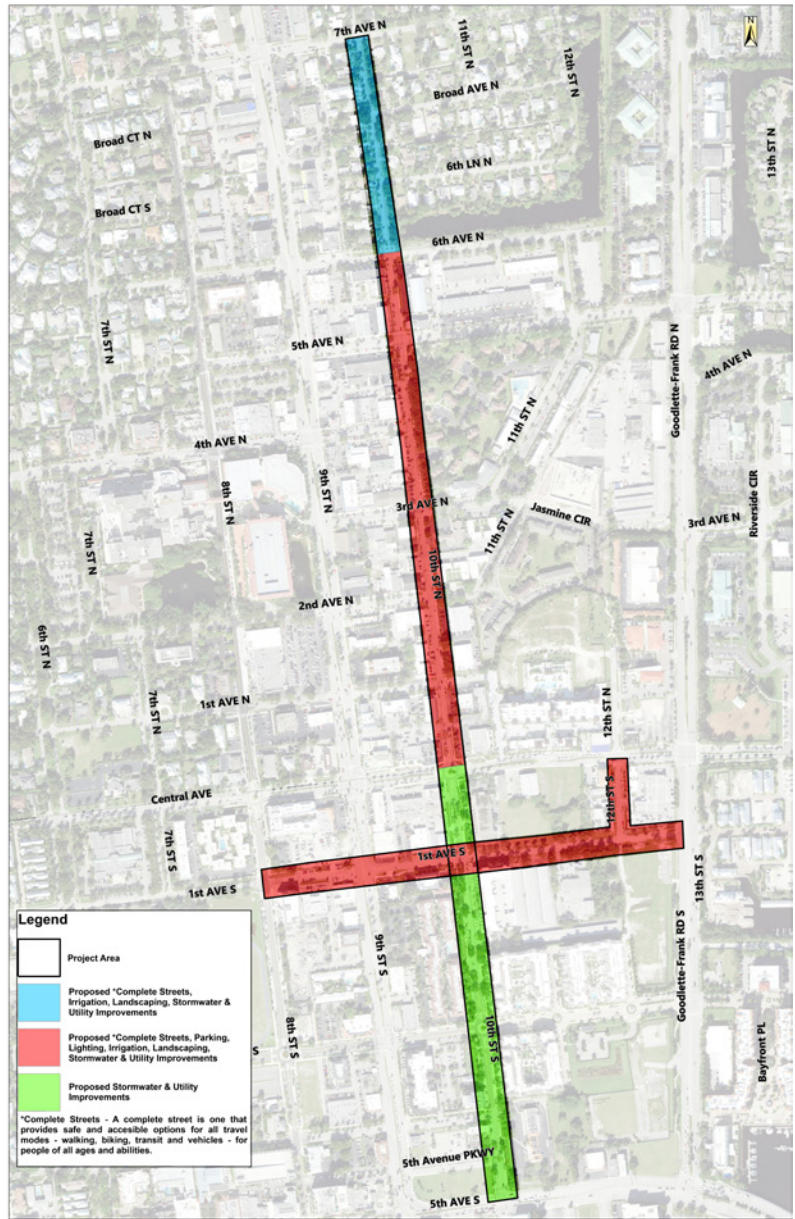 7th AVE N
11th ST N
12th ST N
N
Broad AVE N
Broad CT N
6th LN N
13th ST N
Broad CT S
6th AVE N
7th ST N
5th AVE N
Goodlette-Frank RD N
4th AVE N
11th ST N
4th AVE N
9th ST N
8th ST N
3rd AVE N
Jasmine CIR
3rd AVE N
Riverside CIR
7th ST N
11th ST N
10th ST N
2nd AVE N
6th ST N
1st AVE N
7th ST N
12th ST N
Central AVE
12th ST S
7th ST S
1st AVE S
1st AVE S
13th ST S
9th ST S
Goodlette-Frank RD S
8th ST S
S
10th ST S
Bayfront PL
5th Avenue PKWY
5th AVE S
Legend
Project Area
Proposed *Complete Streets,
Irrigation, Landscaping, Stormwater &
Utility Improvements
Proposed *Complete Streets, Parking,
Lighting, Irrigation, Landscaping,
Stormwater & Utility Improvements
Proposed Stormwater & Utility
Improvements
*Complete Streets - A complete street is one that
provides safe and accesible options for all travel
modes - walking, biking, transit and vehicles - for
people of all ages and abilities.